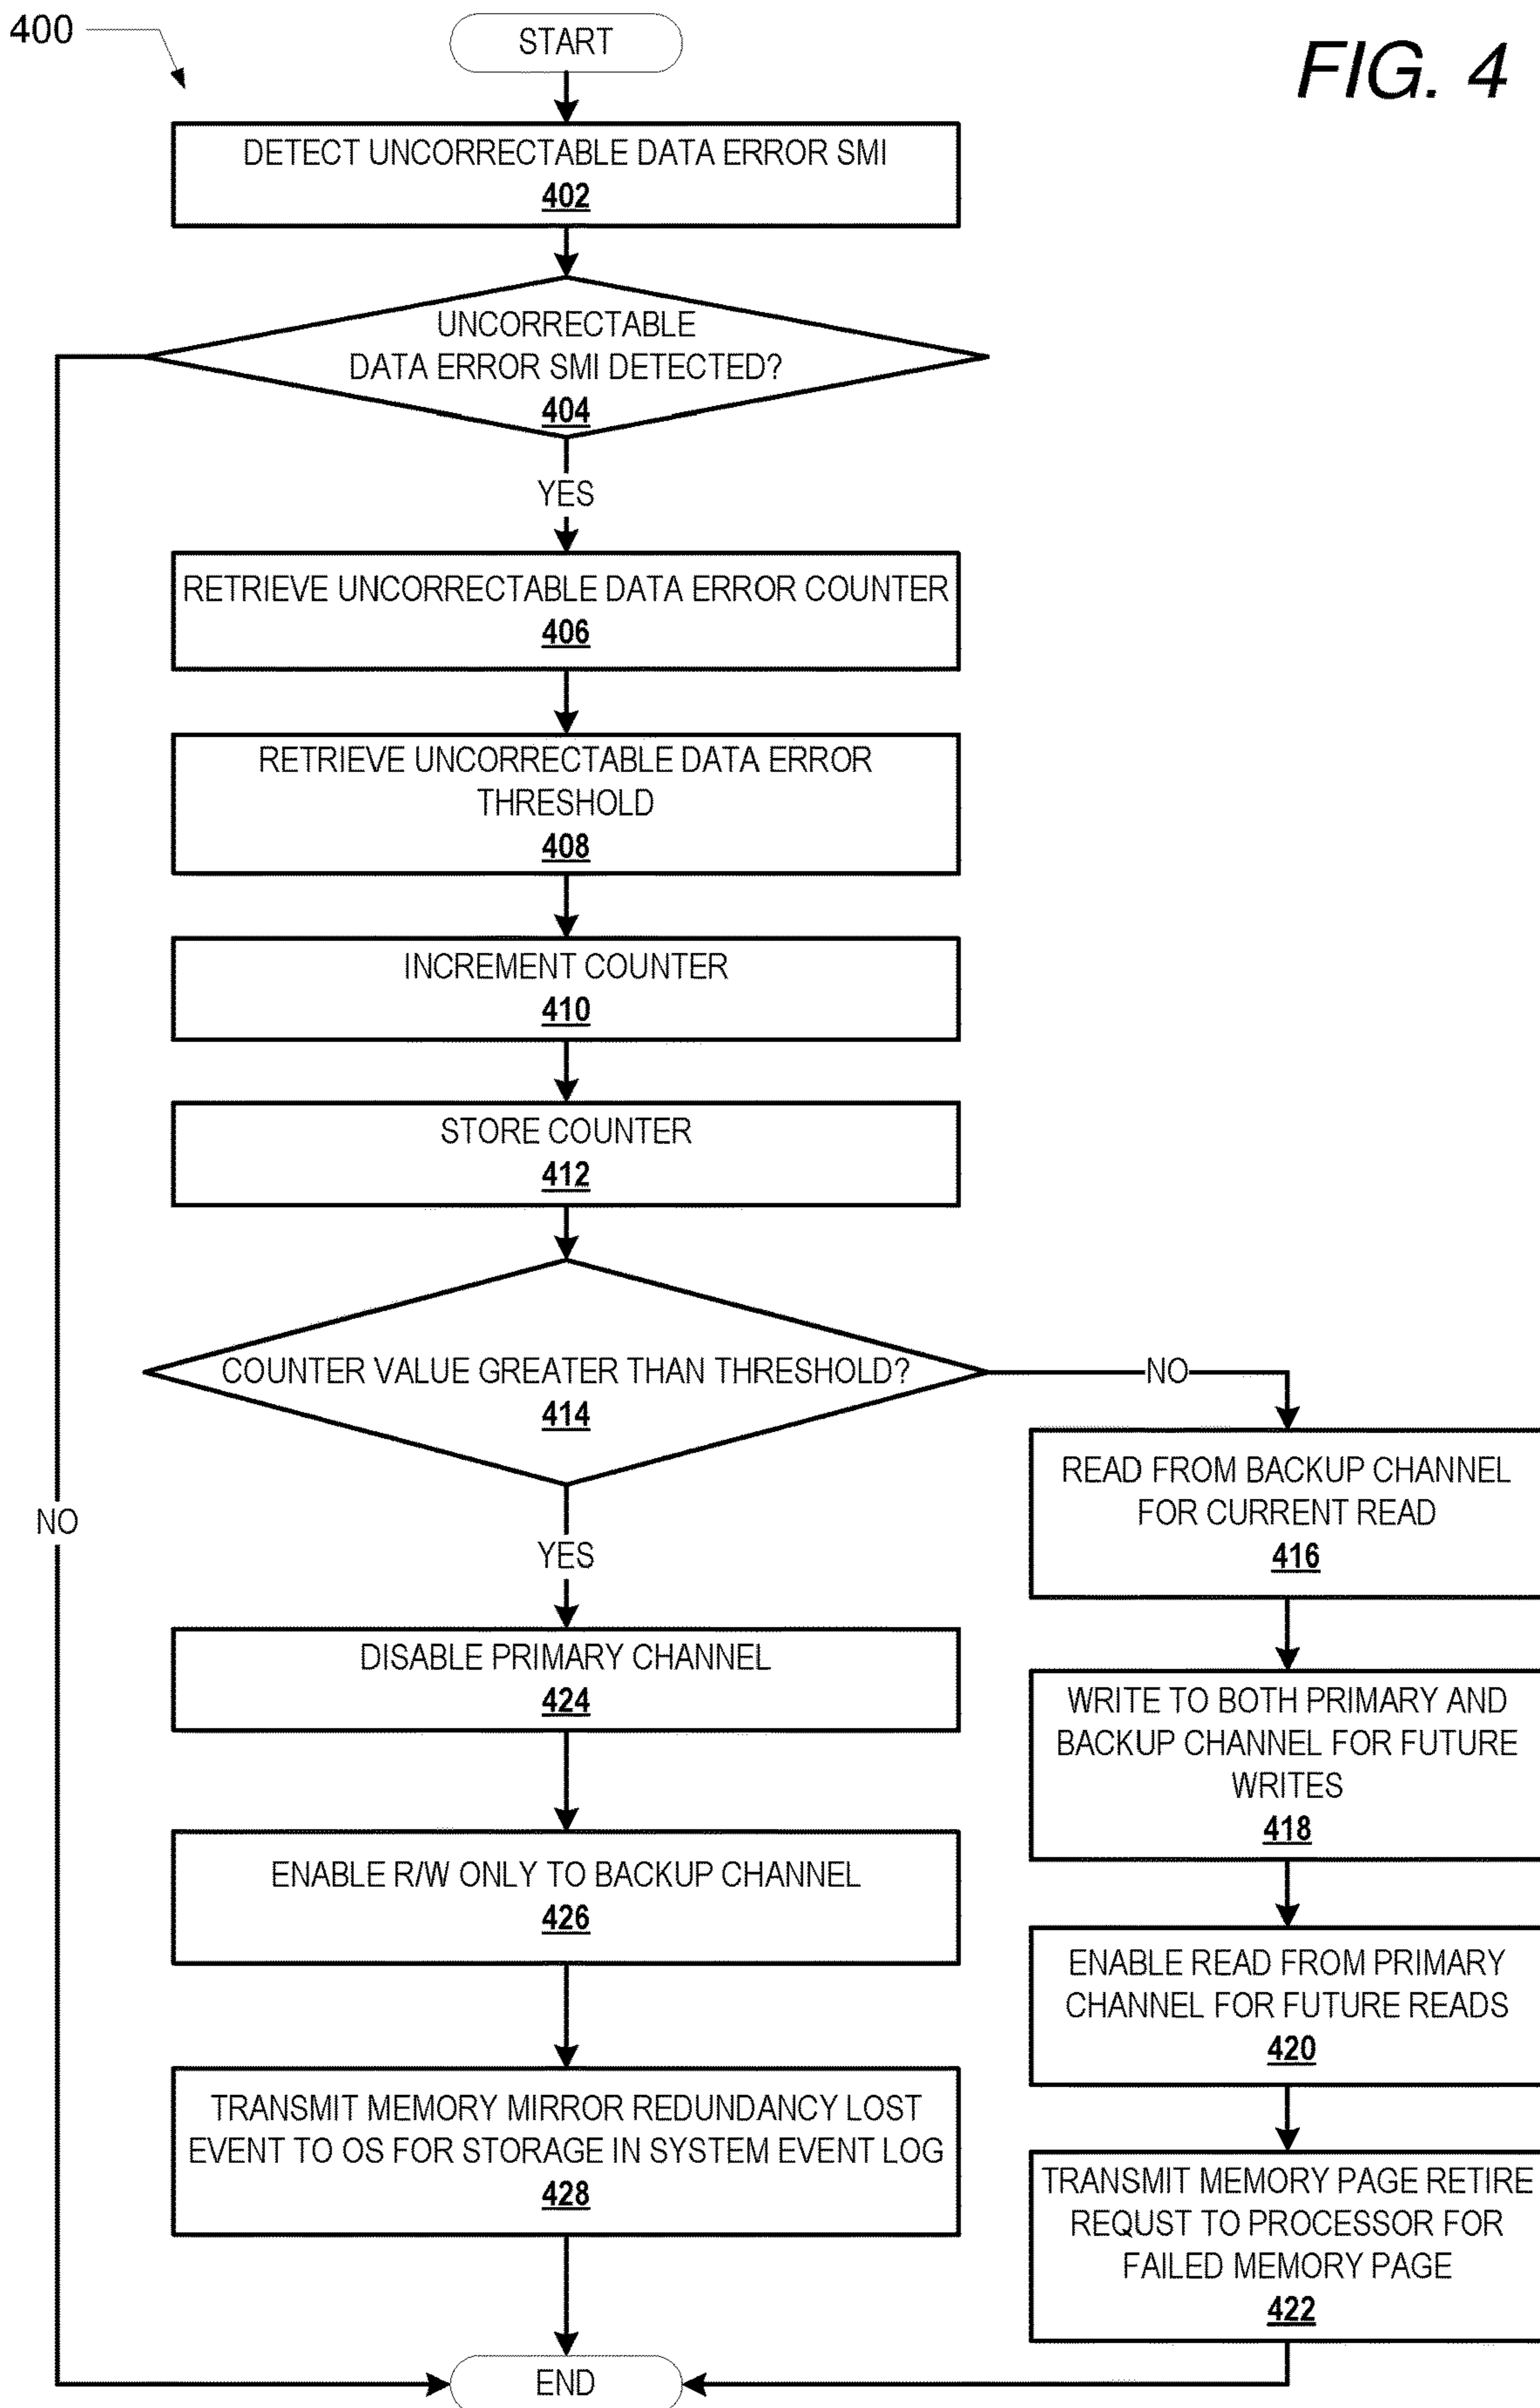 400
START
FIG. 4
DETECT UNCORRECTABLE DATA ERROR SMI
402
UNCORRECTABLE
DATA ERROR SMI DETECTED?
404
YES
RETRIEVE UNCORRECTABLE DATA ERROR COUNTER
406
RETRIEVE UNCORRECTABLE DATA ERROR
THRESHOLD
408
INCREMENT COUNTER
410
STORE COUNTER
412
COUNTER VALUE GREATER THAN THRESHOLD?
414
NO
READ FROM BACKUP CHANNEL
FOR CURRENT READ
416
NO
YES
DISABLE PRIMARY CHANNEL
424
WRITE TO BOTH PRIMARY AND
BACKUP CHANNEL FOR FUTURE
WRITES
418
ENABLE R/W ONLY TO BACKUP CHANNEL
426
ENABLE READ FROM PRIMARY
CHANNEL FOR FUTURE READS
420
TRANSMIT MEMORY MIRROR REDUNDANCY LOST
EVENT TO OS FOR STORAGE IN SYSTEM EVENT LOG
428
TRANSMIT MEMORY PAGE RETIRE
REQUST TO PROCESSOR FOR
FAILED MEMORY PAGE
422
END